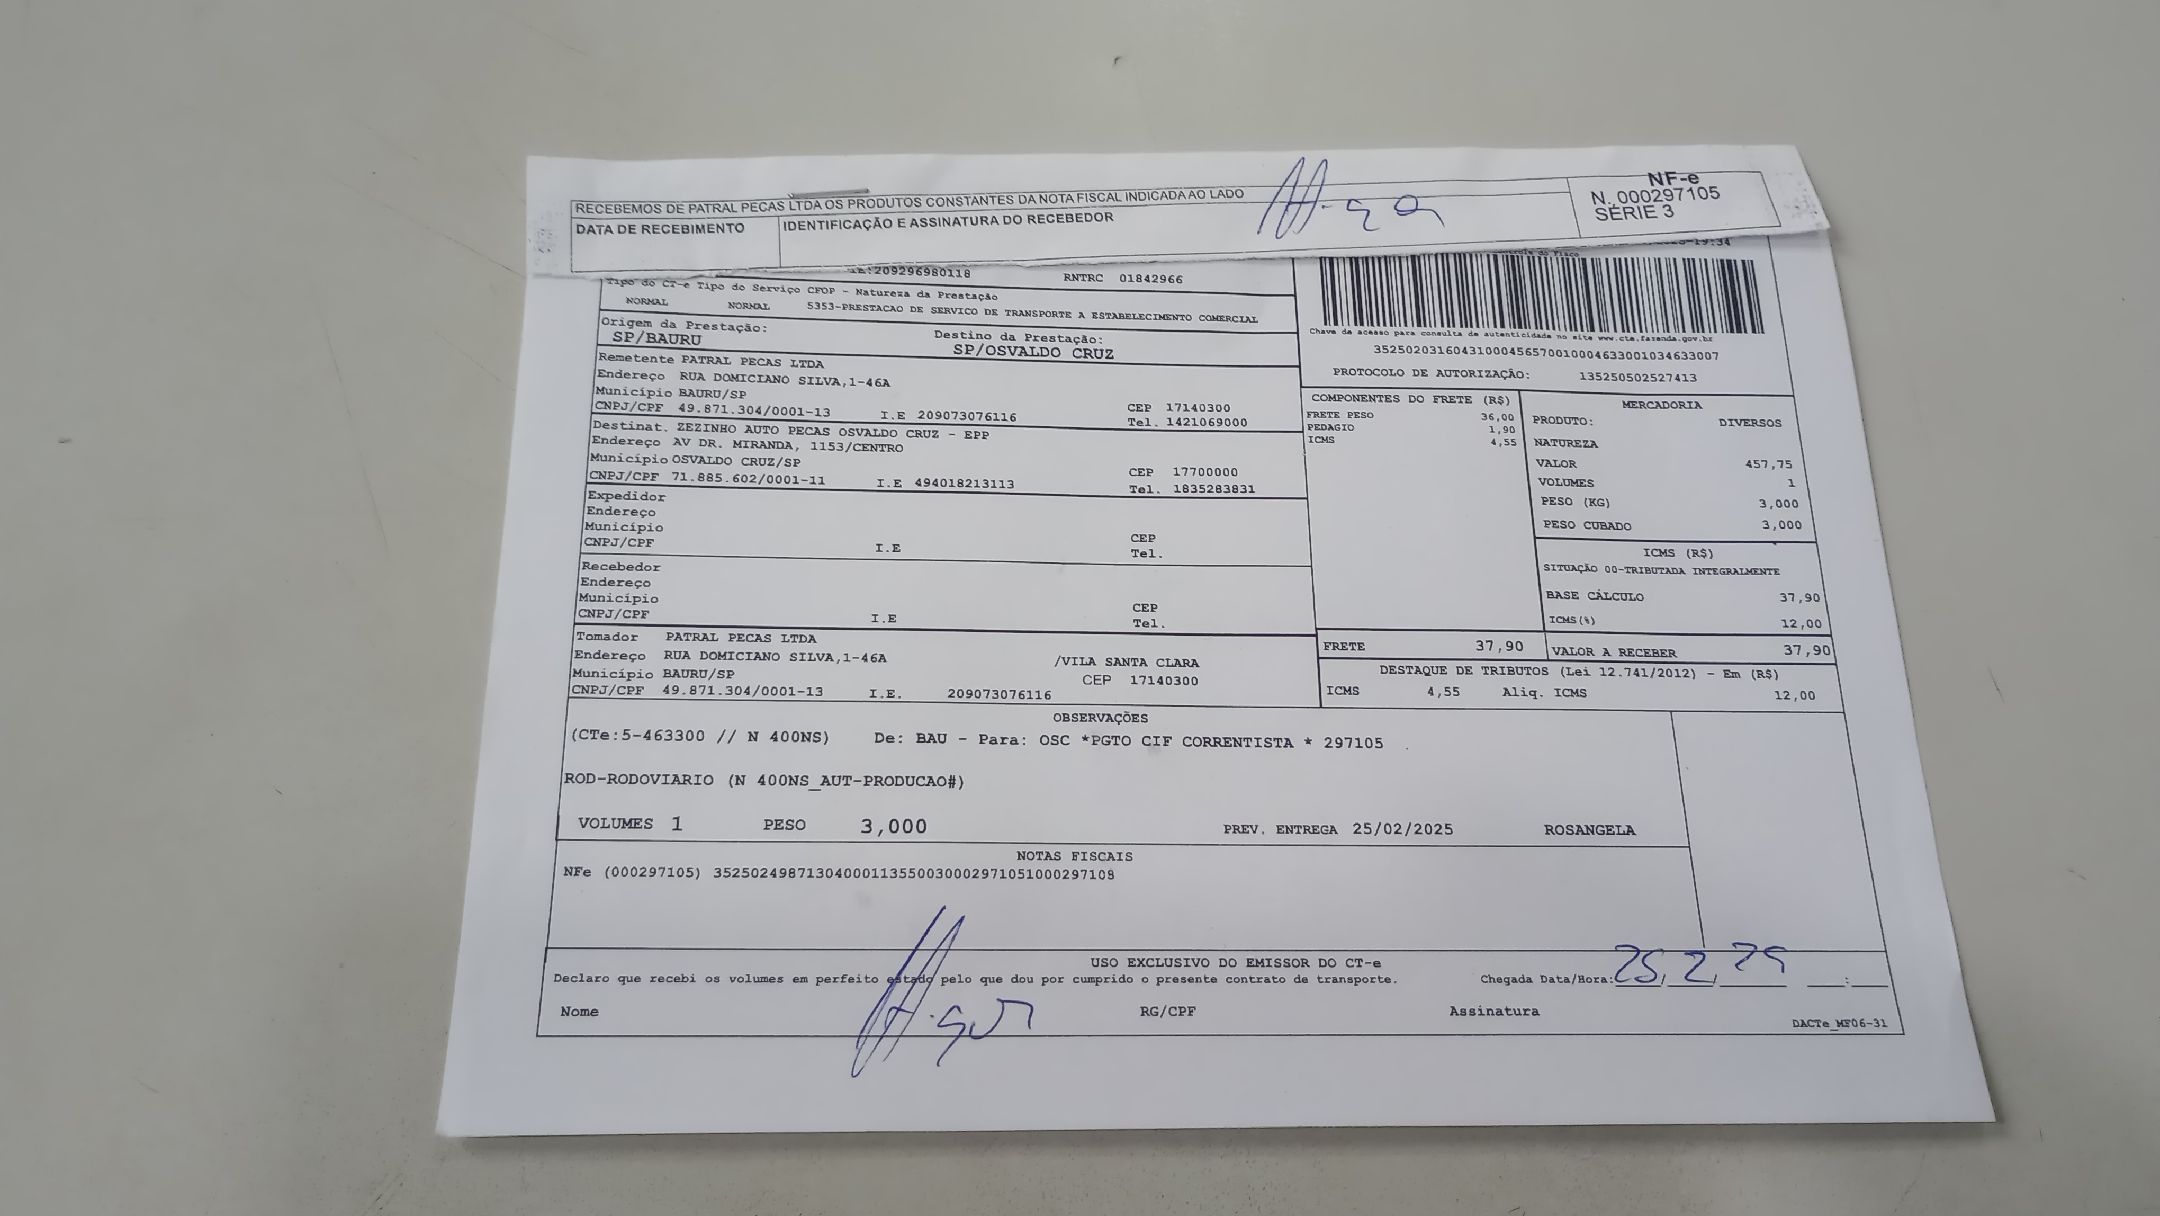 RECEBEMOS DE PATRAL PECAS LTDA OS PRODUTOS CONSTANTES DA NOTA FISCAL INDICADA AO LADO
DATA DE RECEBIMENTO
IDENTIFICAÇÃO E ASSINATURA DO RECEBEDOR
NF-e
N. 000297105
SÉRIE 3
IE:209296980118 RNTRC 01842966
Tipo do CT-e Tipo do Serviço CFOP - Natureza da Prestação
NORMAL NORMAL 5353-PRESTACAO DE SERVICO DE TRANSPORTE A ESTABELECIMENTO COMERCIAL
Origem da Prestação: Destino da Prestação:
SP/BAURU SP/OSVALDO CRUZ
Remetente PATRAL PECAS LTDA
Endereço RUA DOMICIANO SILVA,1-46A
Município BAURU/SP CEP 17140300
CNPJ/CPF 49.871.304/0001-13 I.E 209073076116 Tel. 1421069000
Destinat. ZEZINHO AUTO PECAS OSVALDO CRUZ - EPP
Endereço AV DR. MIRANDA, 1153/CENTRO
Município OSVALDO CRUZ/SP CEP 17700000
CNPJ/CPF 71.885.602/0001-11 I.E 494018213113 Tel. 1835283831
Expedidor
Endereço
Município CEP
CNPJ/CPF I.E Tel.
Recebedor
Endereço
Município CEP
CNPJ/CPF I.E Tel.
Tomador PATRAL PECAS LTDA
Endereço RUA DOMICIANO SILVA,1-46A /VILA SANTA CLARA
Município BAURU/SP CEP 17140300
CNPJ/CPF 49.871.304/0001-13 I.E. 209073076116
Chave de acesso para consulta de autenticidade no site www.cte.fazenda.gov.br
35250203160431000456570010004633001034633007
PROTOCOLO DE AUTORIZAÇÃO: 135250502527413
COMPONENTES DO FRETE (R$)
FRETE PESO 36,00
PEDAGIO 1,90
ICMS 4,55
MERCADORIA
PRODUTO: DIVERSOS
NATUREZA
VALOR 457,75
VOLUMES 1
PESO (KG) 3,000
PESO CUBADO 3,000
ICMS (R$)
SITUAÇÃO 00-TRIBUTADA INTEGRALMENTE
BASE CÁLCULO 37,90
ICMS(%) 12,00
FRETE 37,90 VALOR A RECEBER 37,90
DESTAQUE DE TRIBUTOS (Lei 12.741/2012) - Em (R$)
ICMS 4,55 Aliq. ICMS 12,00
OBSERVAÇÕES
(CTe:5-463300 // N 400NS) De: BAU - Para: OSC *PGTO CIF CORRENTISTA * 297105
ROD-RODOVIARIO (N 400NS_AUT-PRODUCAO#)
VOLUMES 1 PESO 3,000 PREV. ENTREGA 25/02/2025 ROSANGELA
NOTAS FISCAIS
NFe (000297105) 35250249871304000113550030002971051000297108
USO EXCLUSIVO DO EMISSOR DO CT-e
Declaro que recebi os volumes em perfeito estado pelo que dou por cumprido o presente contrato de transporte. Chegada Data/Hora: 25, 2, 25 :
Nome RG/CPF Assinatura
DACTe_MF06-31